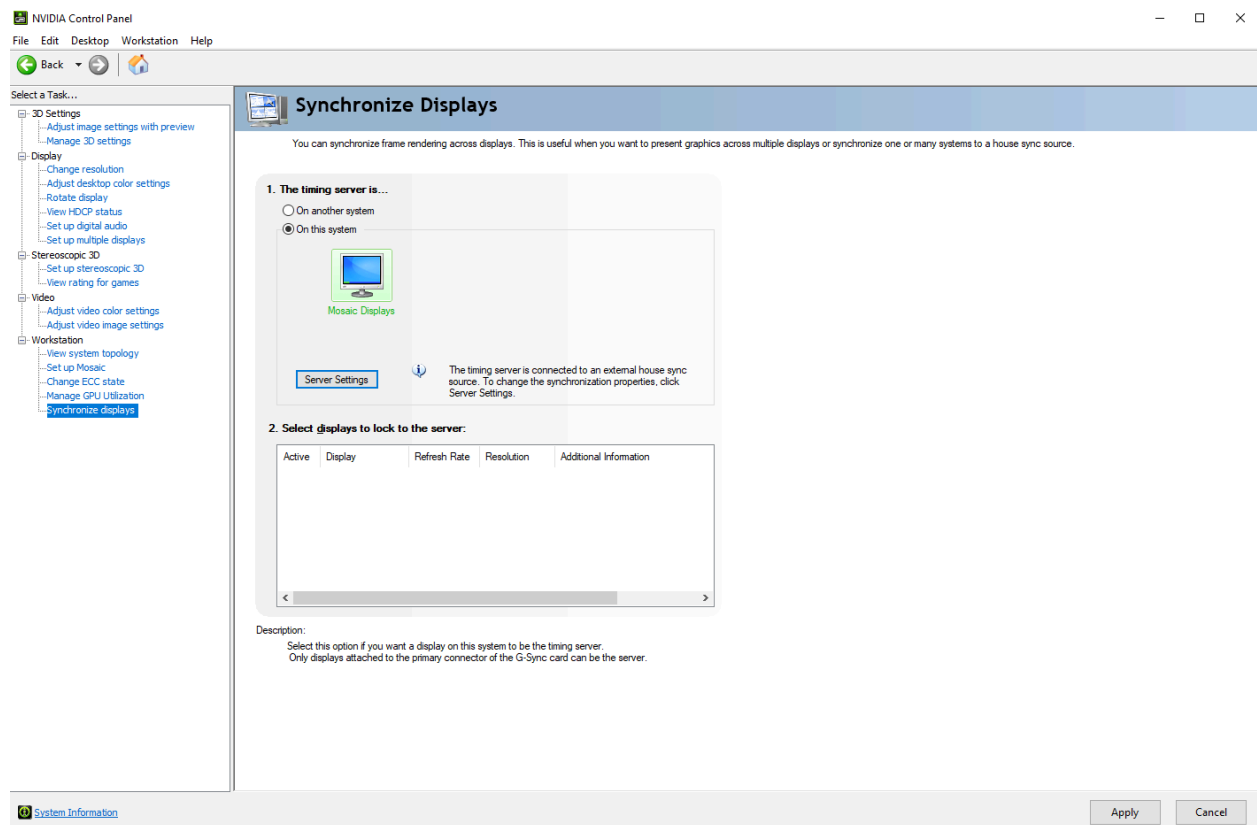 NVIDIA Control Panel
File Edit Desktop Workstation Help
Back
Select a Task...
3D Settings
Adjust image settings with preview
Manage 3D settings
Display
Change resolution
Adjust desktop color settings
Rotate display
View HDCP status
Set up digital audio
Set up multiple displays
Stereoscopic 3D
Set up stereoscopic 3D
View rating for games
Video
Adjust video color settings
Adjust video image settings
Workstation
View system topology
Set up Mosaic
Change ECC state
Manage GPU Utilization
Synchronize displays
Synchronize Displays
You can synchronize frame rendering across displays. This is useful when you want to present graphics across multiple displays or synchronize one or many systems to a house sync source.
1. The timing server is...
On another system
On this system
Mosaic Displays
Server Settings
The timing server is connected to an external house sync
source. To change the synchronization properties, click
Server Settings.
2. Select displays to lock to the server:
Active Display Refresh Rate Resolution Additional Information
Description:
Select this option if you want a display on this system to be the timing server.
Only displays attached to the primary connector of the G-Sync card can be the server.
System Information
Apply Cancel